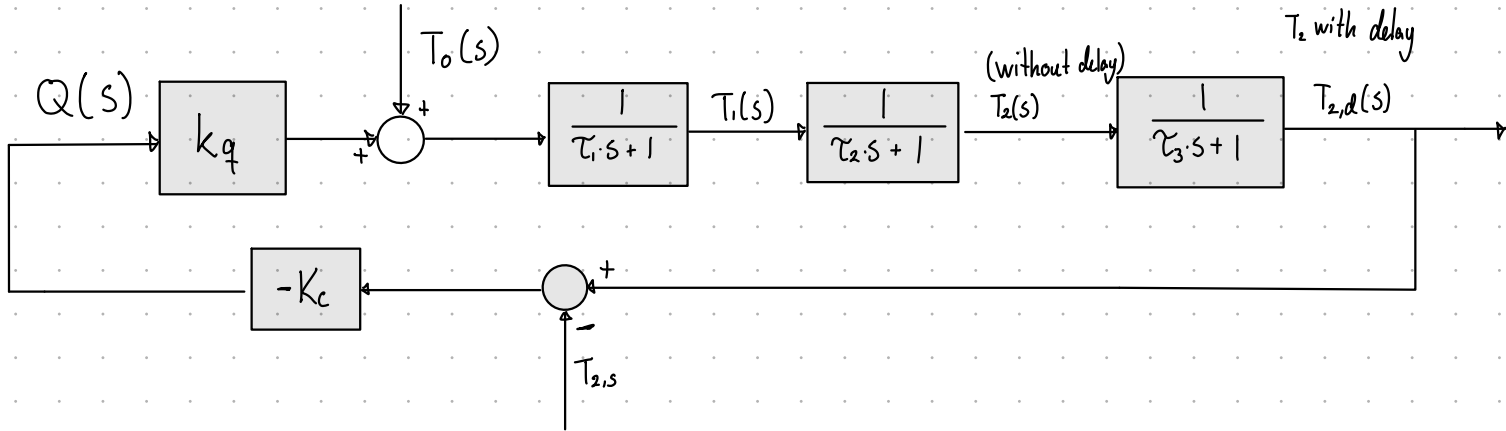 T₂ with delay
T₀(s)
(without delay)
Q(s)
T₁(s)
T₂(s)
T₂,d(s)
+
kq
+
1
τ₁·s + 1
1
τ₂·s + 1
1
τ₃·s + 1
-Kc
+
-
T₂,s